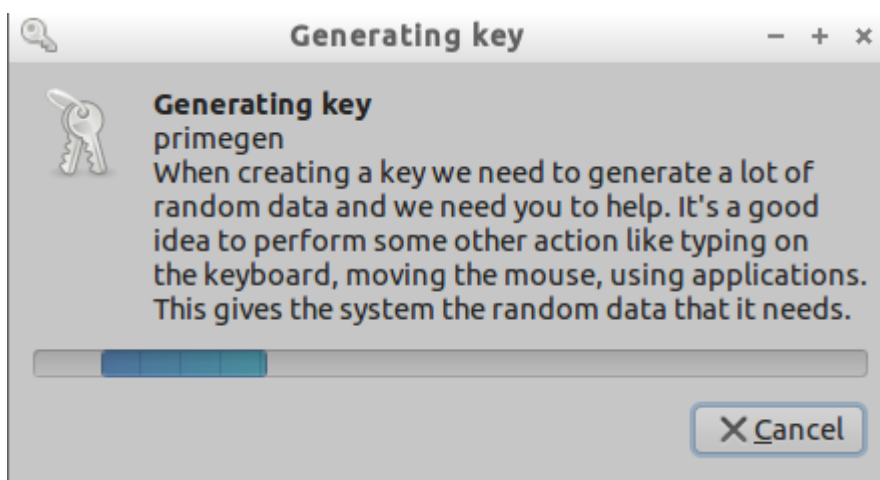 Generating key
Generating key
primegen
When creating a key we need to generate a lot of
random data and we need you to help. It's a good
idea to perform some other action like typing on
the keyboard, moving the mouse, using applications.
This gives the system the random data that it needs.
Cancel